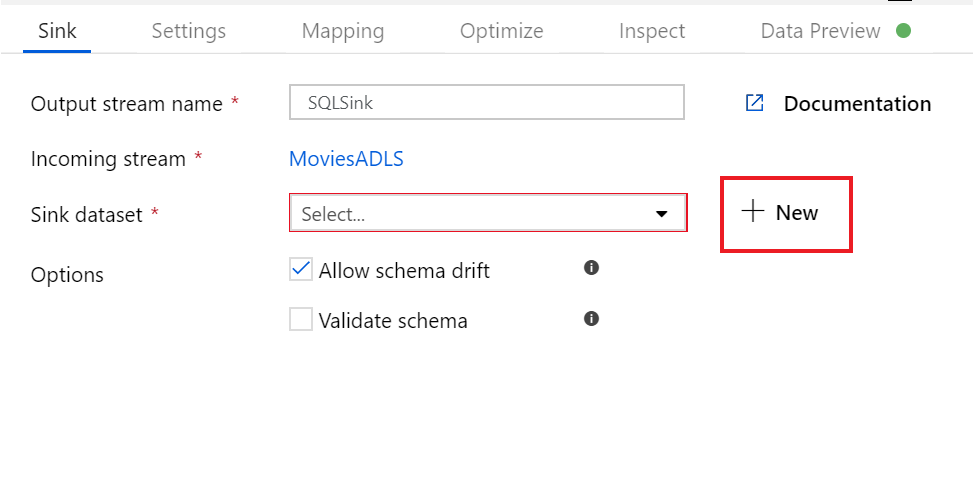 Sink Settings Mapping Optimize Inspect Data Preview
Output stream name * SQLSink Documentation
Incoming stream * MoviesADLS
Sink dataset * Select... + New
Options Allow schema drift
Validate schema